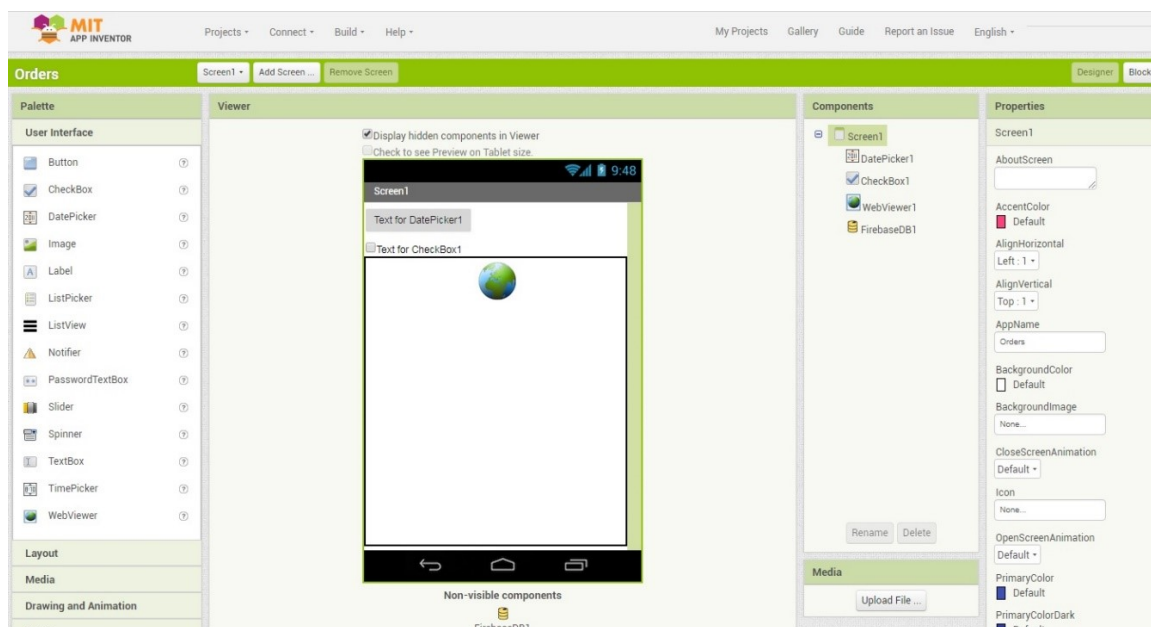 MIT
APP INVENTOR
Projects
Connect
Build
Help
My Projects
Gallery
Guide
Report an Issue
English
Orders
Screen1
Add Screen ...
Remove Screen
Designer
Block
Palette
User Interface
Button
CheckBox
DatePicker
Image
Label
ListPicker
ListView
Notifier
PasswordTextBox
Slider
Spinner
TextBox
TimePicker
WebViewer
Layout
Media
Drawing and Animation
Viewer
Display hidden components in Viewer
Check to see Preview on Tablet size.
9:48
Screen1
Text for DatePicker1
Text for CheckBox1
Non-visible components
FirebaseDB1
Components
Screen1
DatePicker1
CheckBox1
WebViewer1
FirebaseDB1
Rename
Delete
Media
Upload File ...
Properties
Screen1
AboutScreen
AccentColor
Default
AlignHorizontal
Left : 1
AlignVertical
Top : 1
AppName
Orders
BackgroundColor
Default
BackgroundImage
None...
CloseScreenAnimation
Default
Icon
None...
OpenScreenAnimation
Default
PrimaryColor
Default
PrimaryColorDark